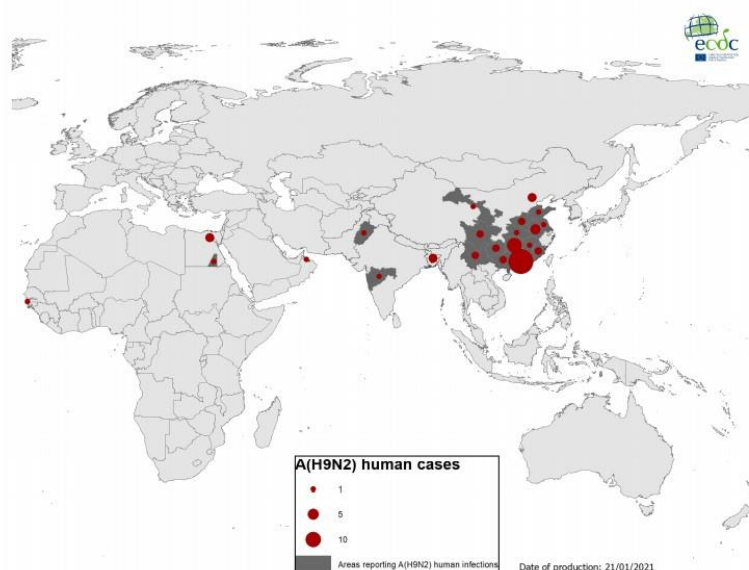 ecdc
A(H9N2) human cases
1
5
10
Areas reporting A(H9N2) human infections
Date of production: 21/01/2021